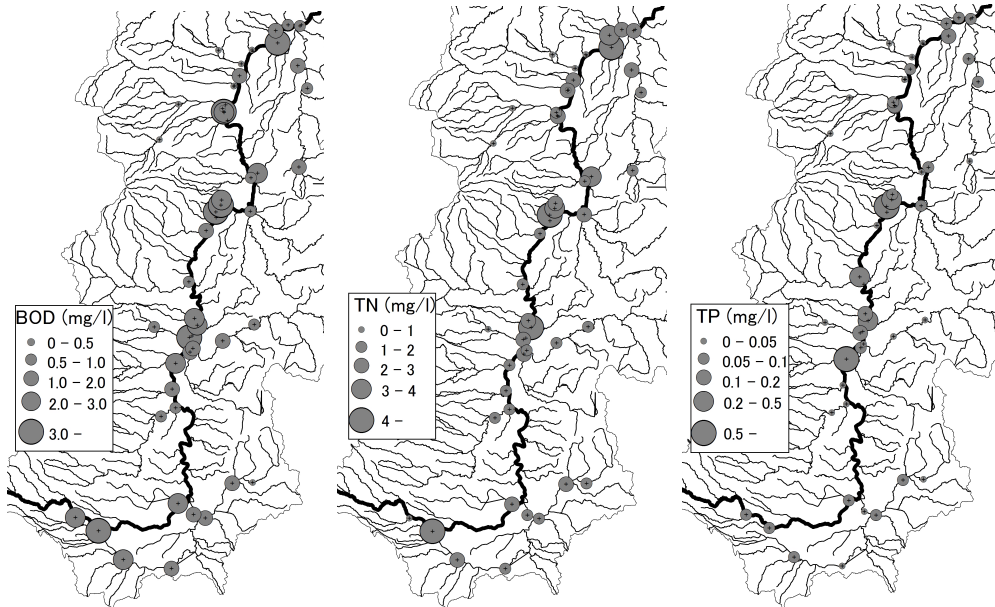 BOD (mg/l)
0 - 0.5
0.5 - 1.0
1.0 - 2.0
2.0 - 3.0
3.0 -
TN (mg/l)
0 - 1
1 - 2
2 - 3
3 - 4
4 -
TP (mg/l)
0 - 0.05
0.05 - 0.1
0.1 - 0.2
0.2 - 0.5
0.5 -